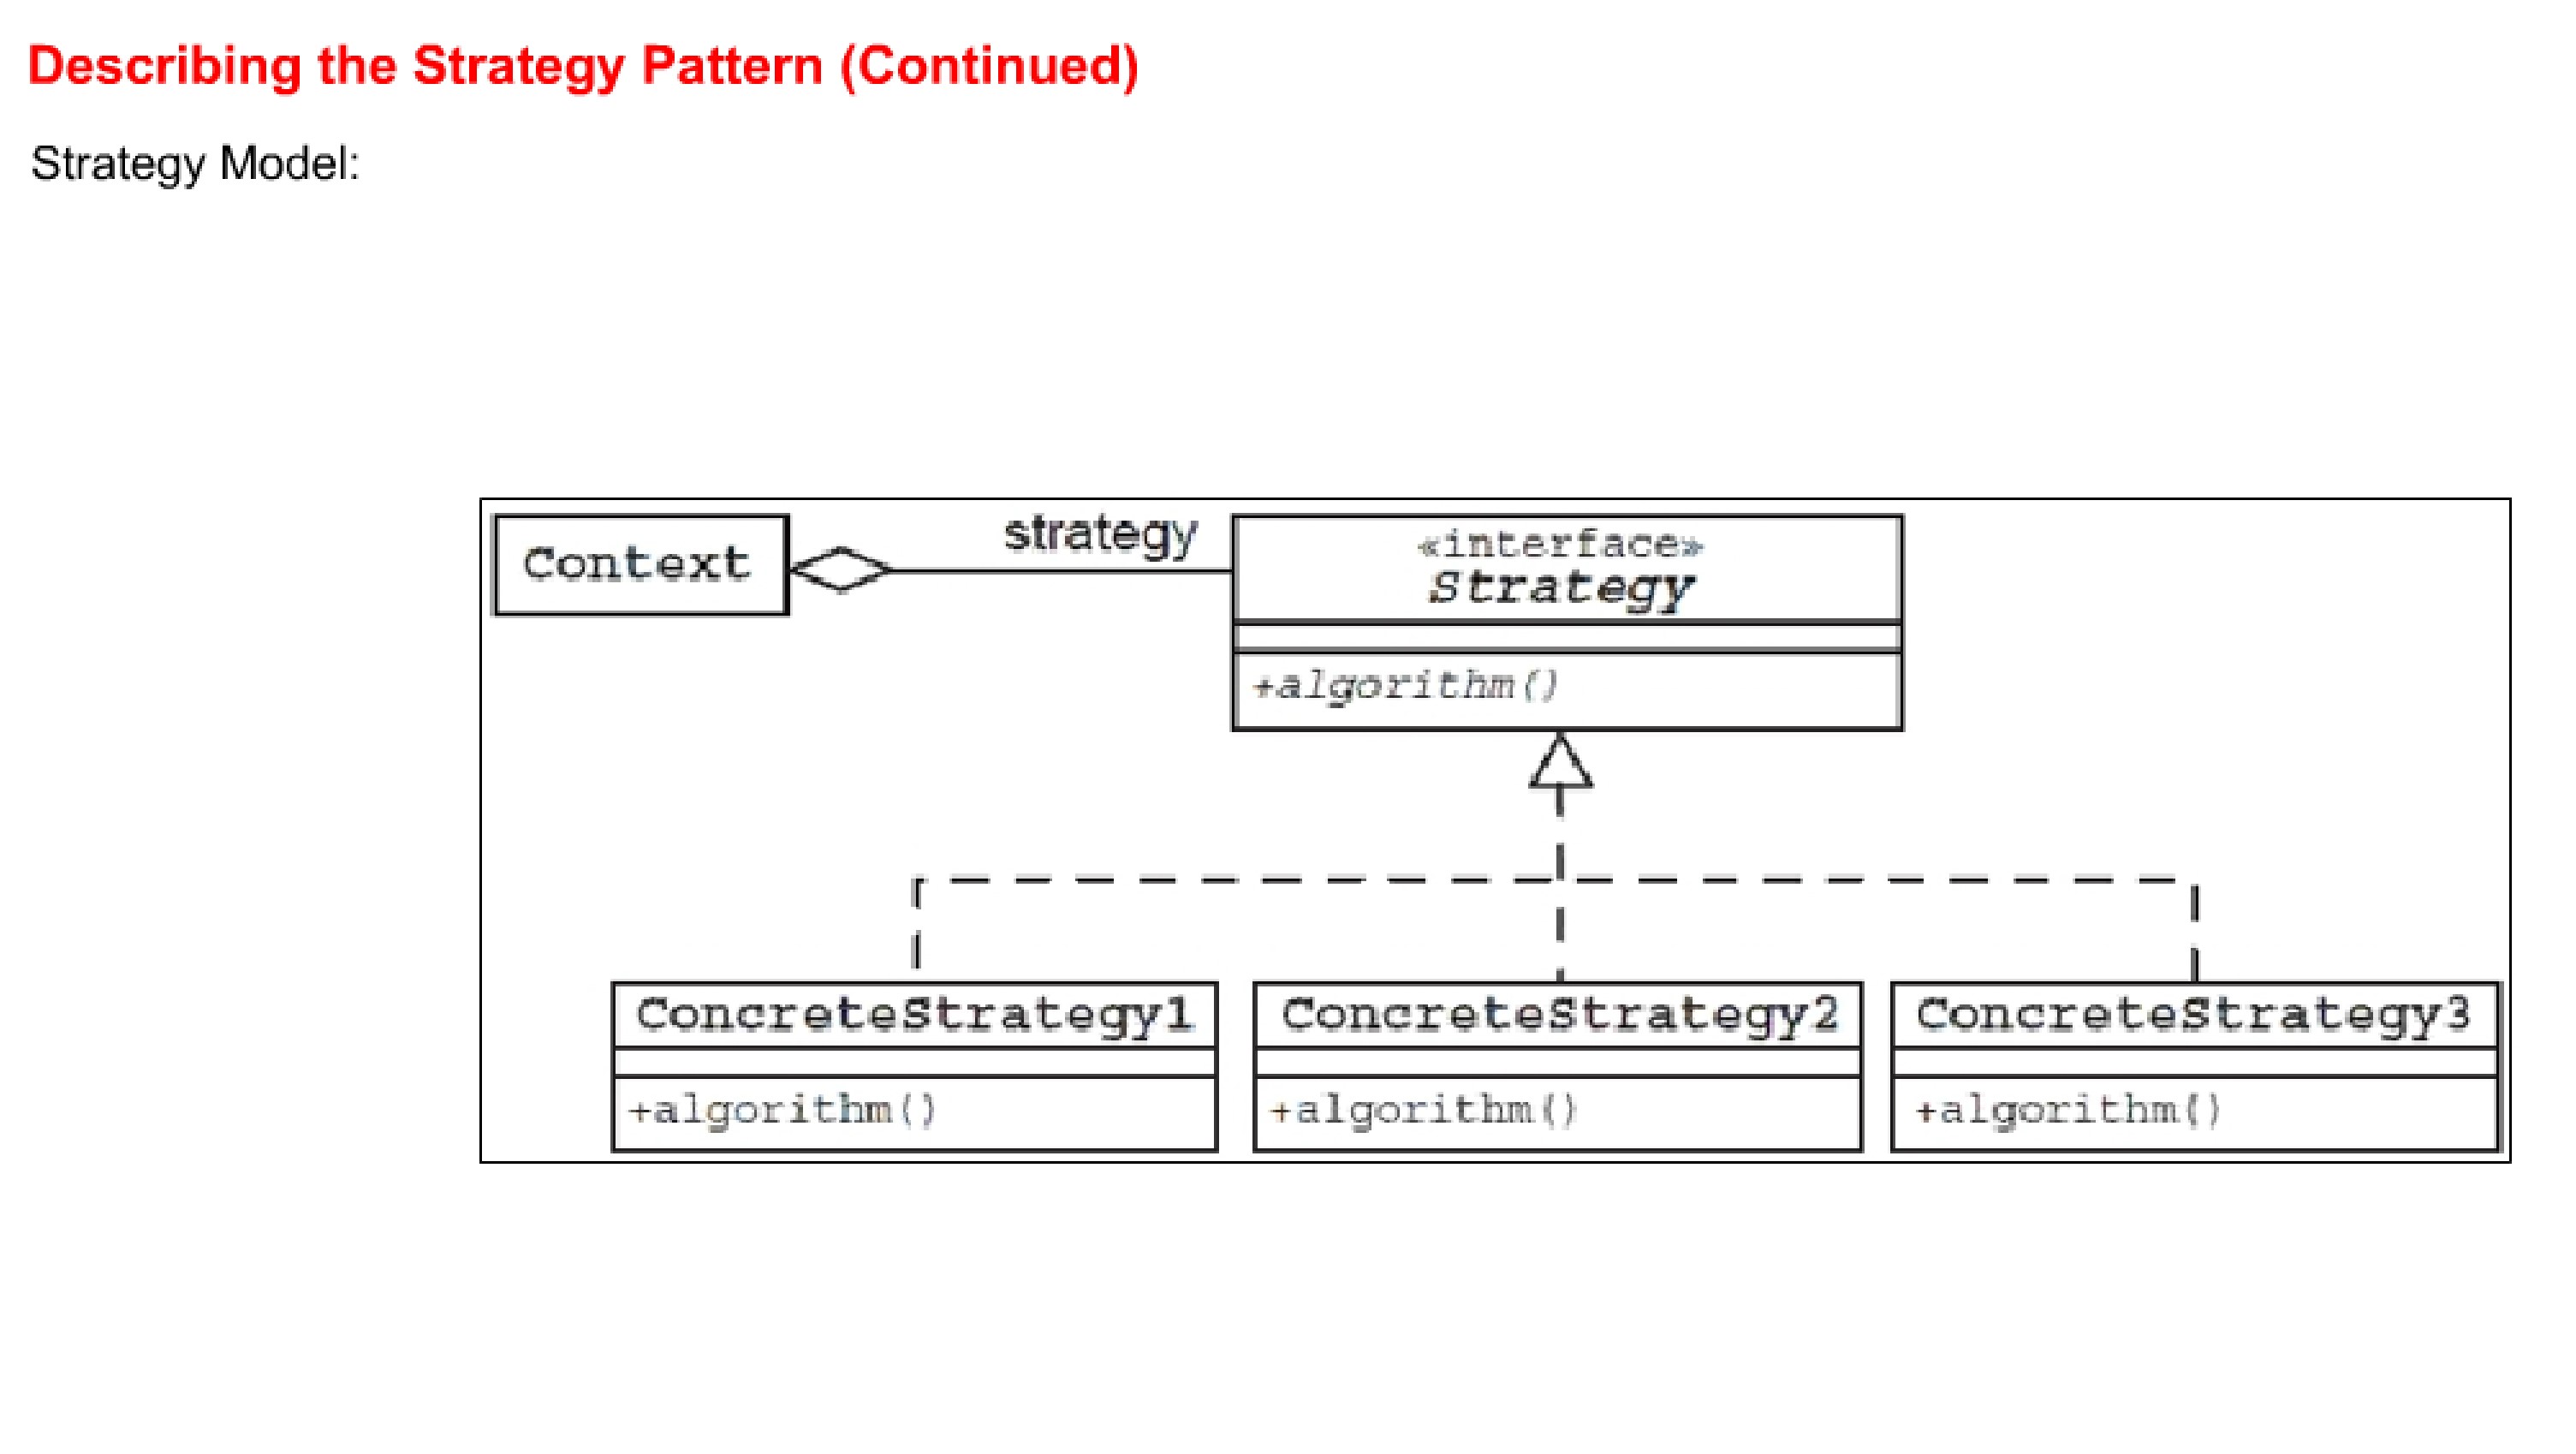 Describing the Strategy Pattern (Continued)
Strategy Model:
Context
strategy
«interface»
Strategy
+algorithm()
ConcreteStrategy1
+algorithm()
ConcreteStrategy2
+algorithm()
ConcreteStrategy3
+algorithm()